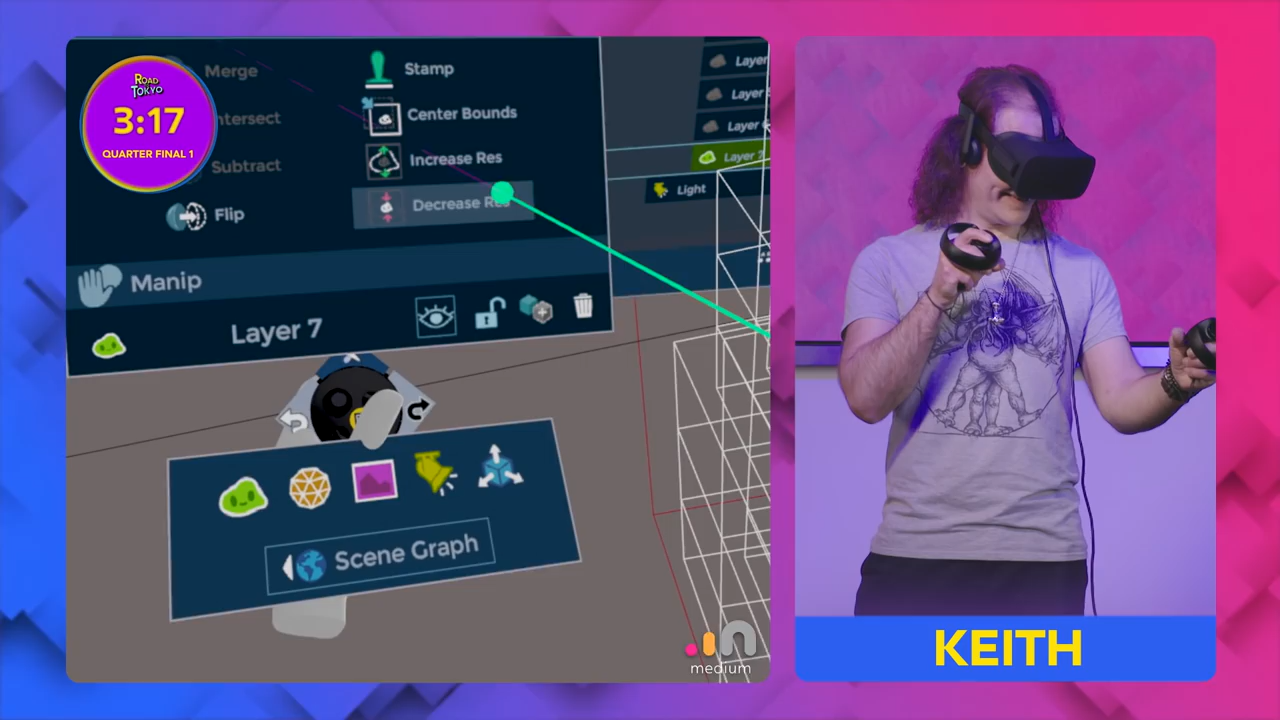 ROAD
TOKYO
3:17
QUARTER FINAL 1
Merge
Intersect
Subtract
Flip
Stamp
Center Bounds
Increase Res
Decrease Res
Manip
Layer 7
Layer
Layer
Layer
Layer 7
Light
Scene Graph
medium
KEITH